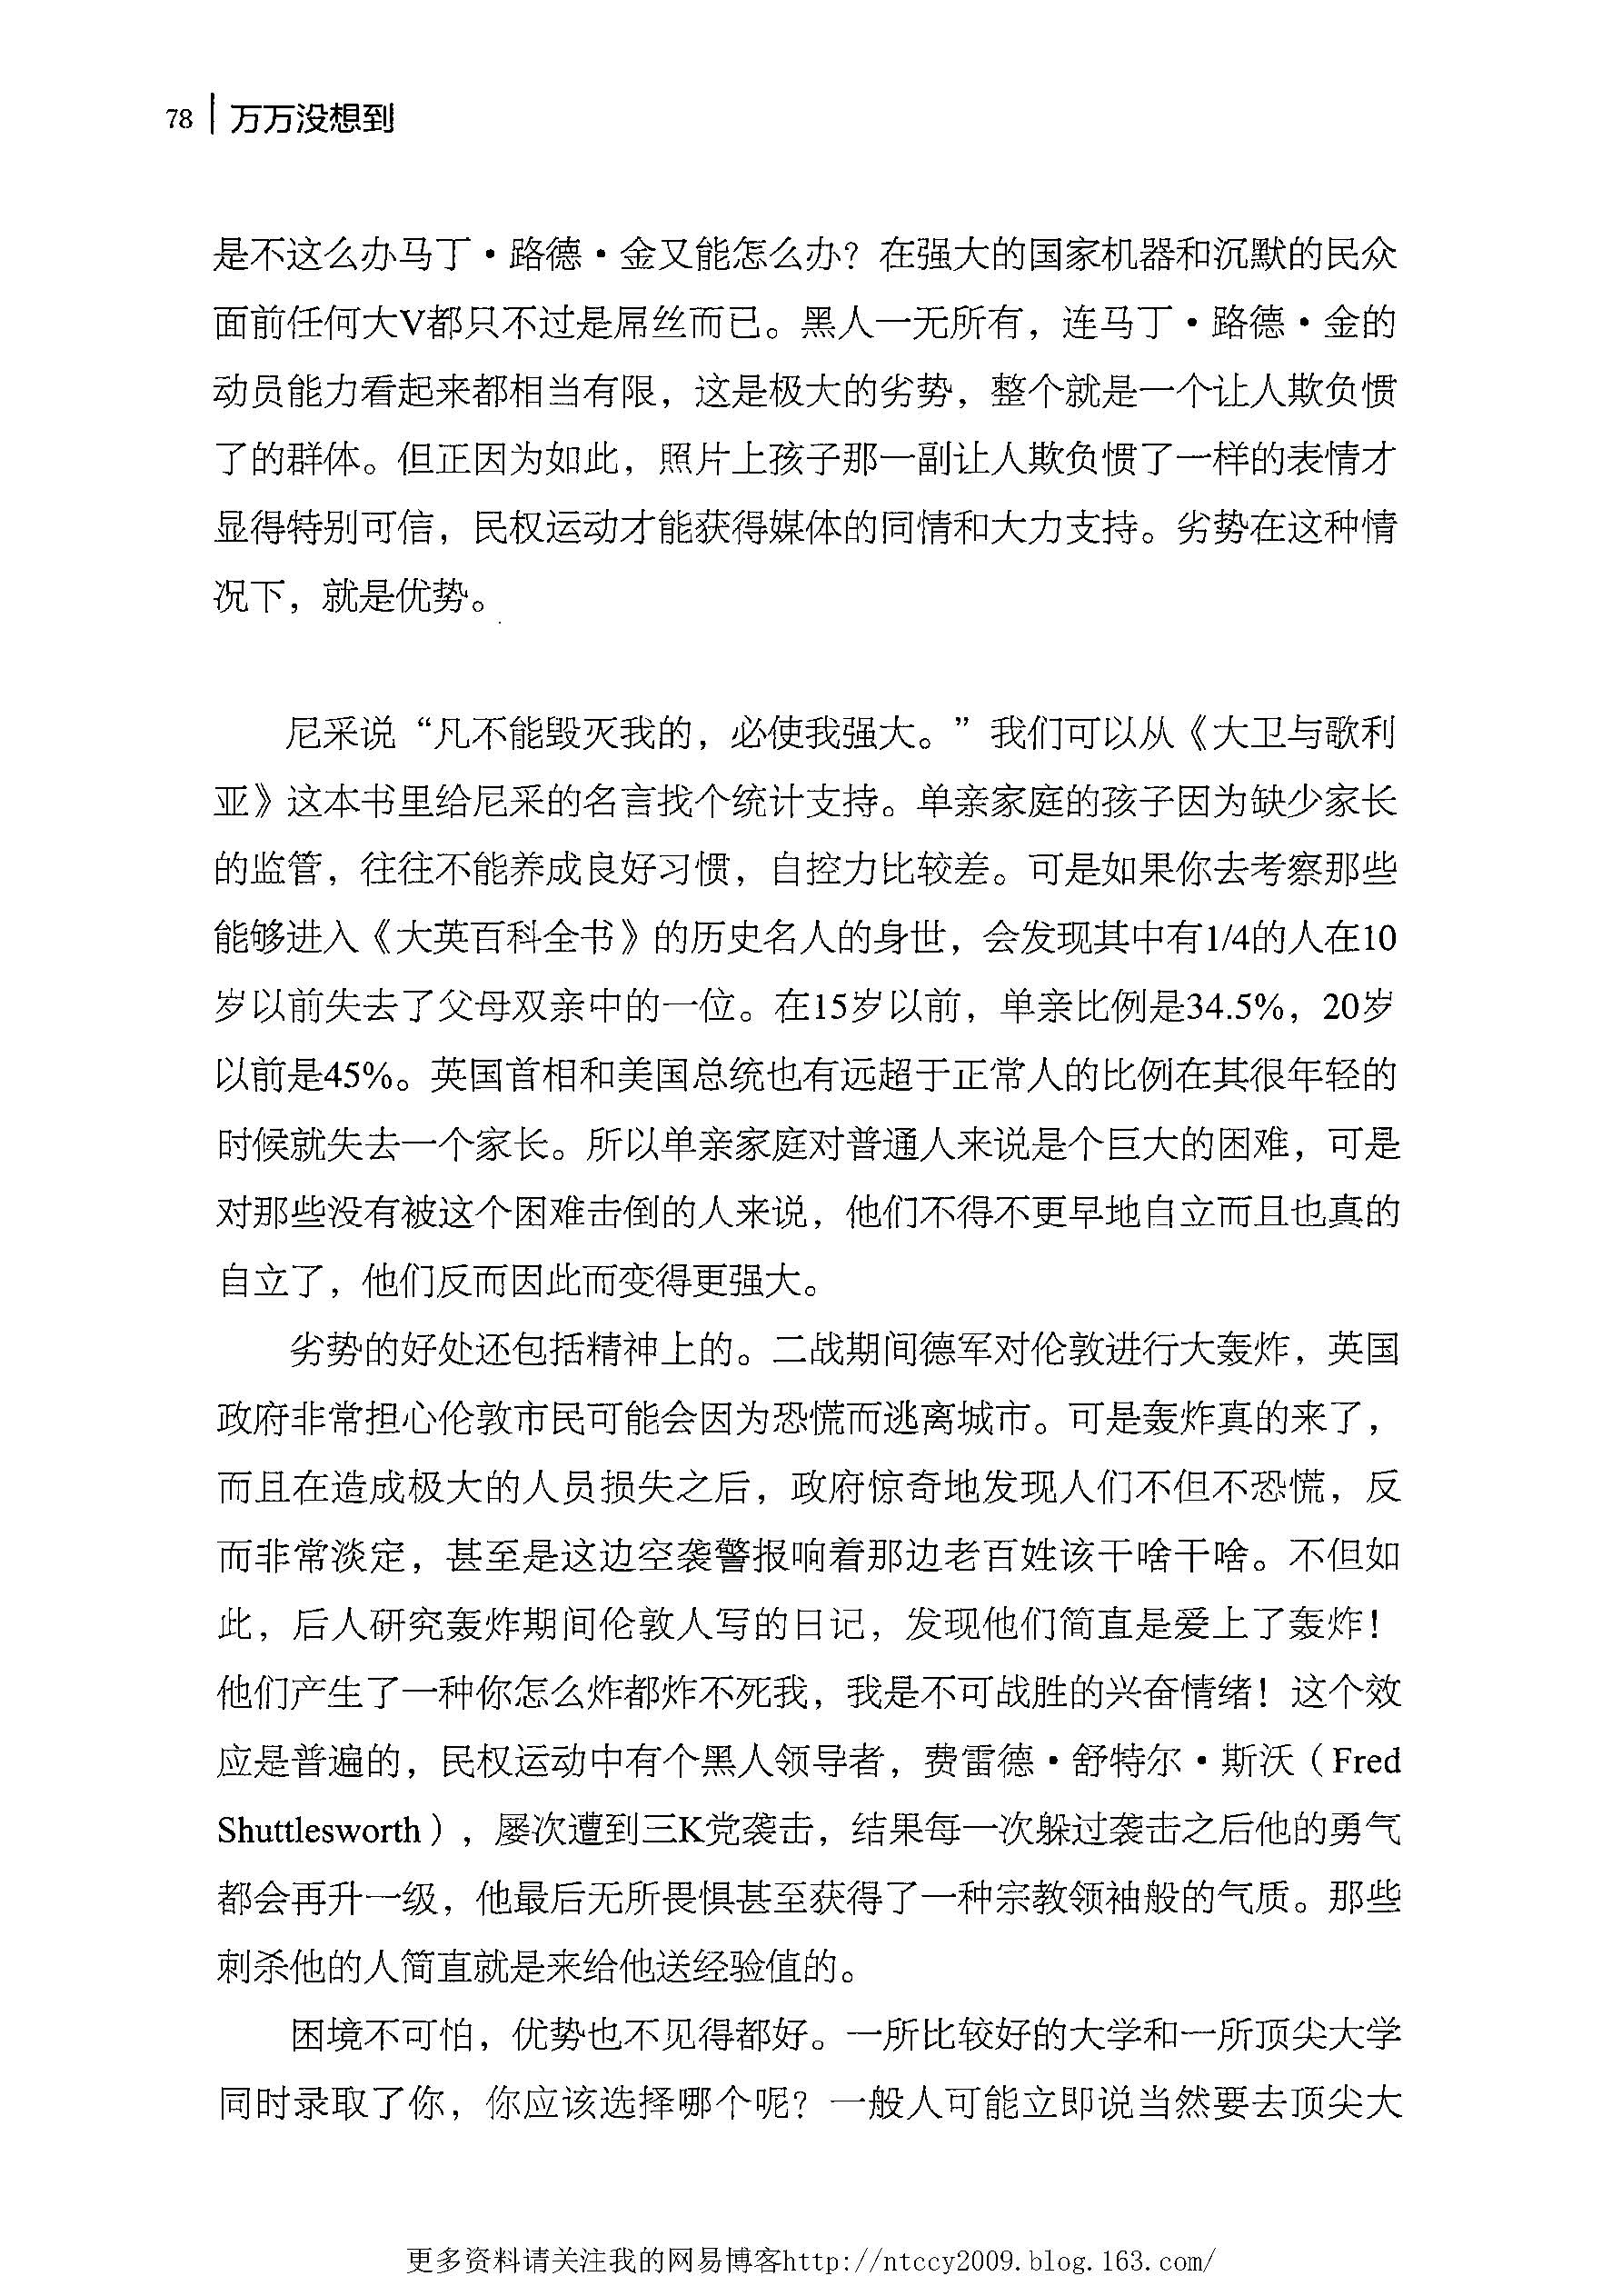 78 万万没想到
是不这么办马丁·路德·金又能怎么办？在强大的国家机器和沉默的民众
面前任何大V都只不过是屌丝而已。黑人一无所有，连马丁·路德·金的
动员能力看起来都相当有限，这是极大的劣势，整个就是一个让人欺负惯
了的群体。但正因为如此，照片上孩子那一副让人欺负惯了一样的表情才
显得特别可信，民权运动才能获得媒体的同情和大力支持。劣势在这种情
况下，就是优势。
尼采说“凡不能毁灭我的，必使我强大。”我们可以从《大卫与歌利
亚》这本书里给尼采的名言找个统计支持。单亲家庭的孩子因为缺少家长
的监管，往往不能养成良好习惯，自控力比较差。可是如果你去考察那些
能够进入《大英百科全书》的历史名人的身世，会发现其中有1/4的人在10
岁以前失去了父母双亲中的一位。在15岁以前，单亲比例是34.5%，20岁
以前是45%。英国首相和美国总统也有远超于正常人的比例在其很年轻的
时候就失去一个家长。所以单亲家庭对普通人来说是个巨大的困难，可是
对那些没有被这个困难击倒的人来说，他们不得不更早地自立而且也真的
自立了，他们反而因此而变得更强大。
劣势的好处还包括精神上的。二战期间德军对伦敦进行大轰炸，英国
政府非常担心伦敦市民可能会因为恐慌而逃离城市。可是轰炸真的来了，
而且在造成极大的人员损失之后，政府惊奇地发现人们不但不恐慌，反
而非常淡定，甚至是这边空袭警报响着那边老百姓该干啥干啥。不但如
此，后人研究轰炸期间伦敦人写的日记，发现他们简直是爱上了轰炸！
他们产生了一种你怎么炸都炸不死我，我是不可战胜的兴奋情绪！这个效
应是普遍的，民权运动中有个黑人领导者，费雷德·舒特尔·斯沃（Fred
Shuttlesworth），屡次遭到三K党袭击，结果每一次躲过袭击之后他的勇气
都会再升一级，他最后无所畏惧甚至获得了一种宗教领袖般的气质。那些
刺杀他的人简直就是来给他送经验值的。
困境不可怕，优势也不见得都好。一所比较好的大学和一所顶尖大学
同时录取了你，你应该选择哪个呢？一般人可能立即说当然要去顶尖大
更多资料请关注我的网易博客http://ntccy2009.blog.163.com/